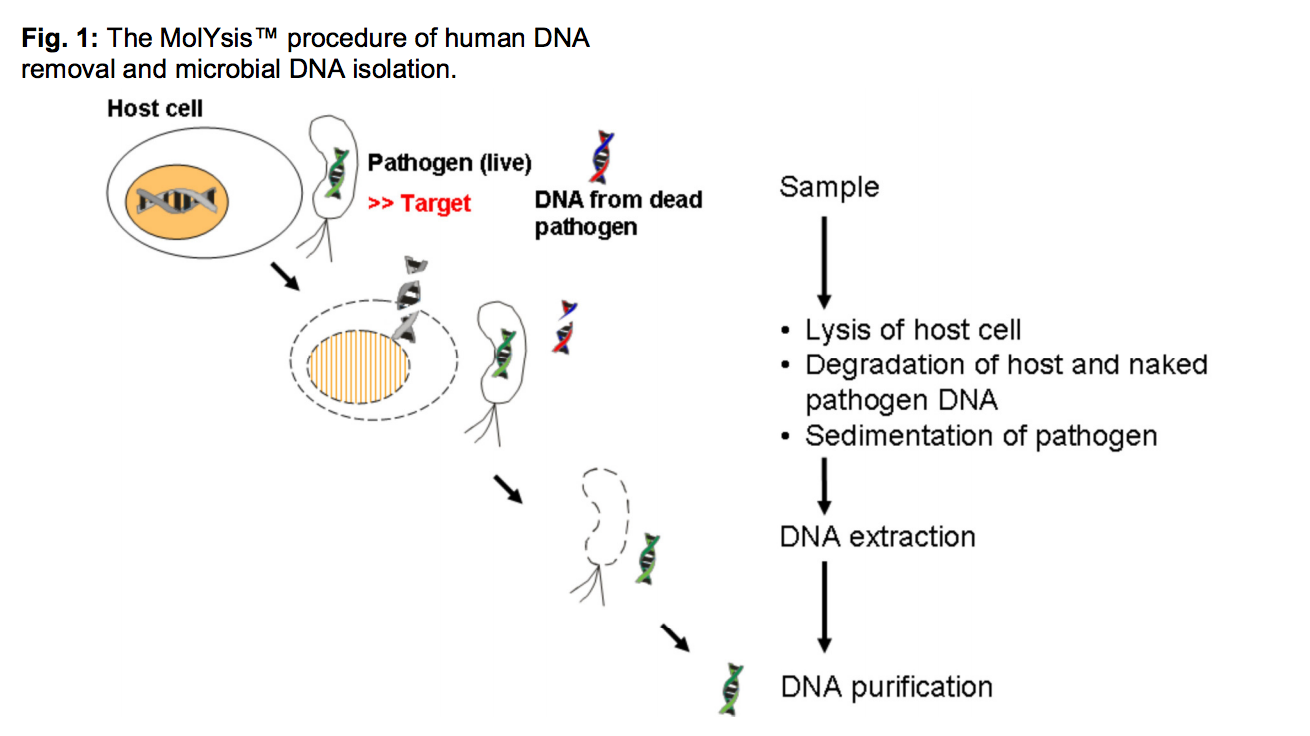 Fig. 1: The MolYsis™ procedure of human DNA
removal and microbial DNA isolation.
Host cell
Pathogen (live)
>> Target
DNA from dead
pathogen
Sample
• Lysis of host cell
• Degradation of host and naked
pathogen DNA
• Sedimentation of pathogen
DNA extraction
DNA purification